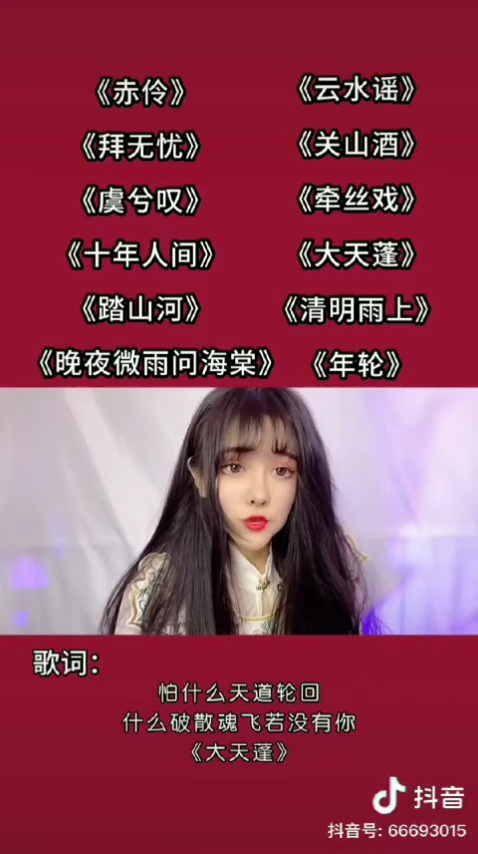 《赤伶》 《云水谣》
《拜无忧》 《关山酒》
《虞兮叹》 《牵丝戏》
《十年人间》 《大天蓬》
《踏山河》 《清明雨上》
《晚夜微雨问海棠》 《年轮》
歌词：
怕什么天道轮回
什么破散魂飞若没有你
《大天蓬》
抖音
抖音号: 66693015